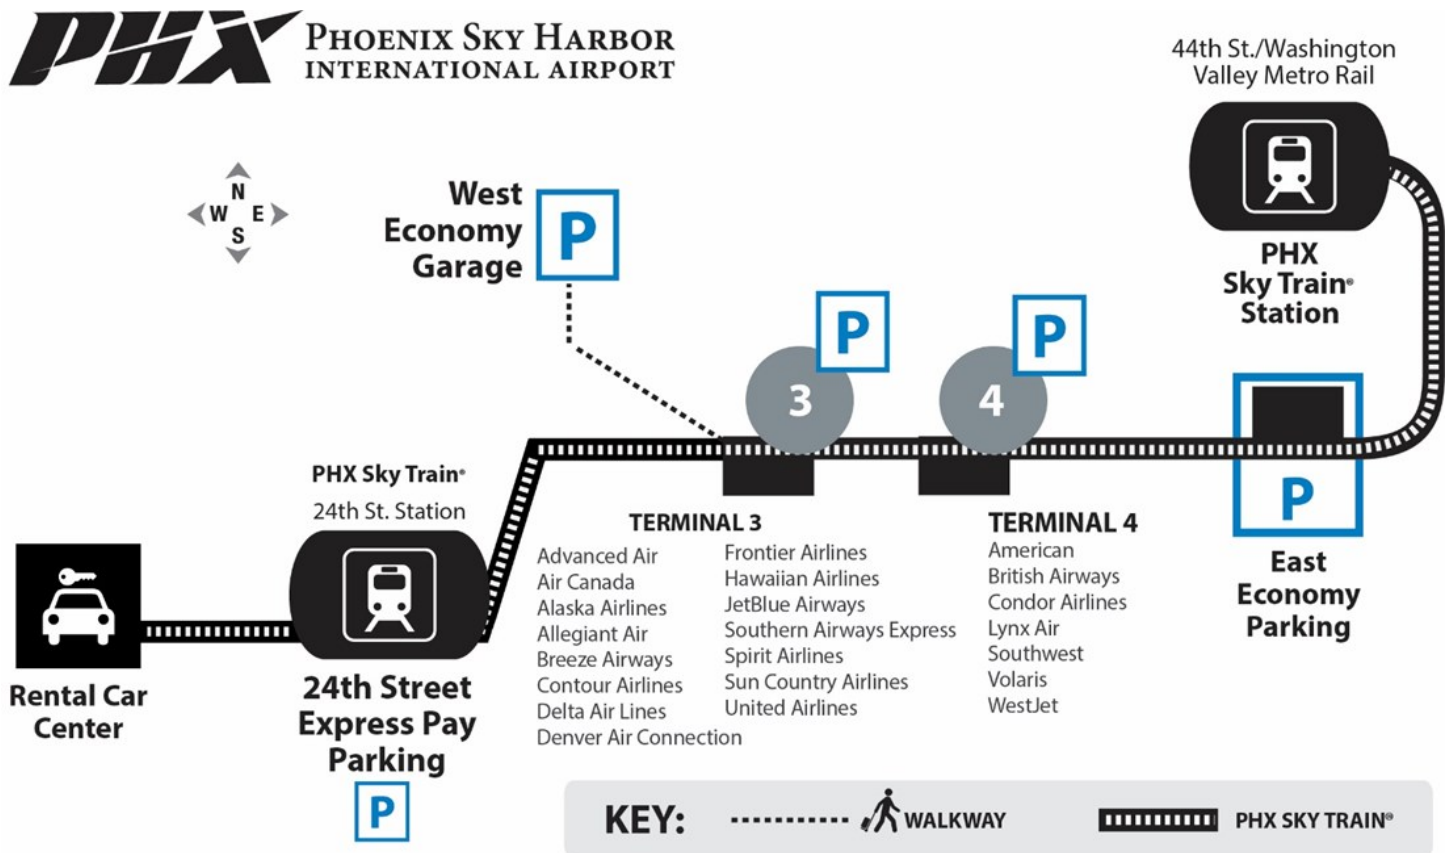 PHX
PHOENIX SKY HARBOR
INTERNATIONAL AIRPORT
44th St./Washington
Valley Metro Rail
N
W E
S
West
Economy
Garage
P
PHX
Sky Train®
Station
P
P
3
4
PHX Sky Train®
24th St. Station
P
TERMINAL 3
Advanced Air
Air Canada
Alaska Airlines
Allegiant Air
Breeze Airways
Contour Airlines
Delta Air Lines
Denver Air Connection
Frontier Airlines
Hawaiian Airlines
JetBlue Airways
Southern Airways Express
Spirit Airlines
Sun Country Airlines
United Airlines
TERMINAL 4
American
British Airways
Condor Airlines
Lynx Air
Southwest
Volaris
WestJet
East
Economy
Parking
Rental Car
Center
24th Street
Express Pay
Parking
P
KEY:
WALKWAY
PHX SKY TRAIN®